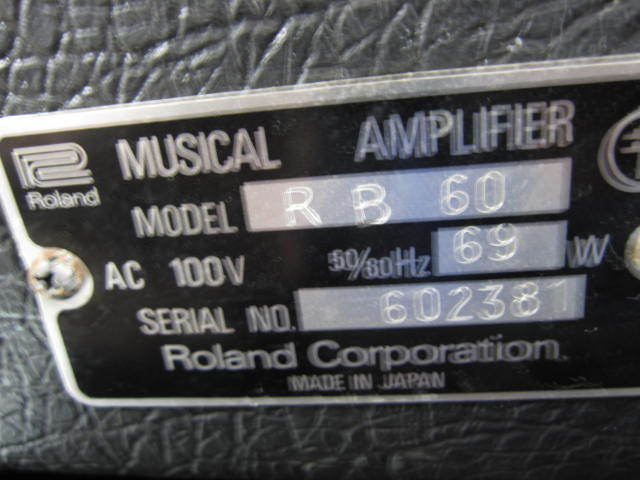 Roland
MUSICAL AMPLIFIER
MODEL RB 60
AC 100V 50/60Hz 69 W
SERIAL NO. 602381
Roland Corporation
MADE IN JAPAN